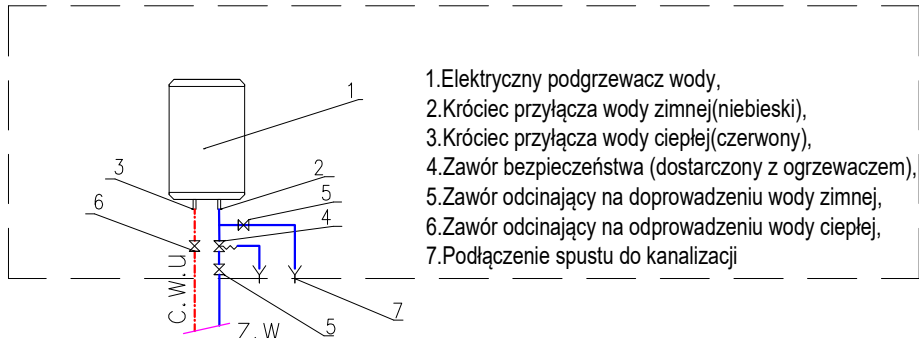 1.Elektryczny podgrzewacz wody,
2.Króciec przyłącza wody zimnej(niebieski),
3.Króciec przyłącza wody ciepłej(czerwony),
4.Zawór bezpieczeństwa (dostarczony z ogrzewaczem),
5.Zawór odcinający na doprowadzeniu wody zimnej,
6.Zawór odcinający na odprowadzeniu wody ciepłej,
7.Podłączenie spustu do kanalizacji
1
3
2
5
6
4
C.W.u
7
5
Z.W